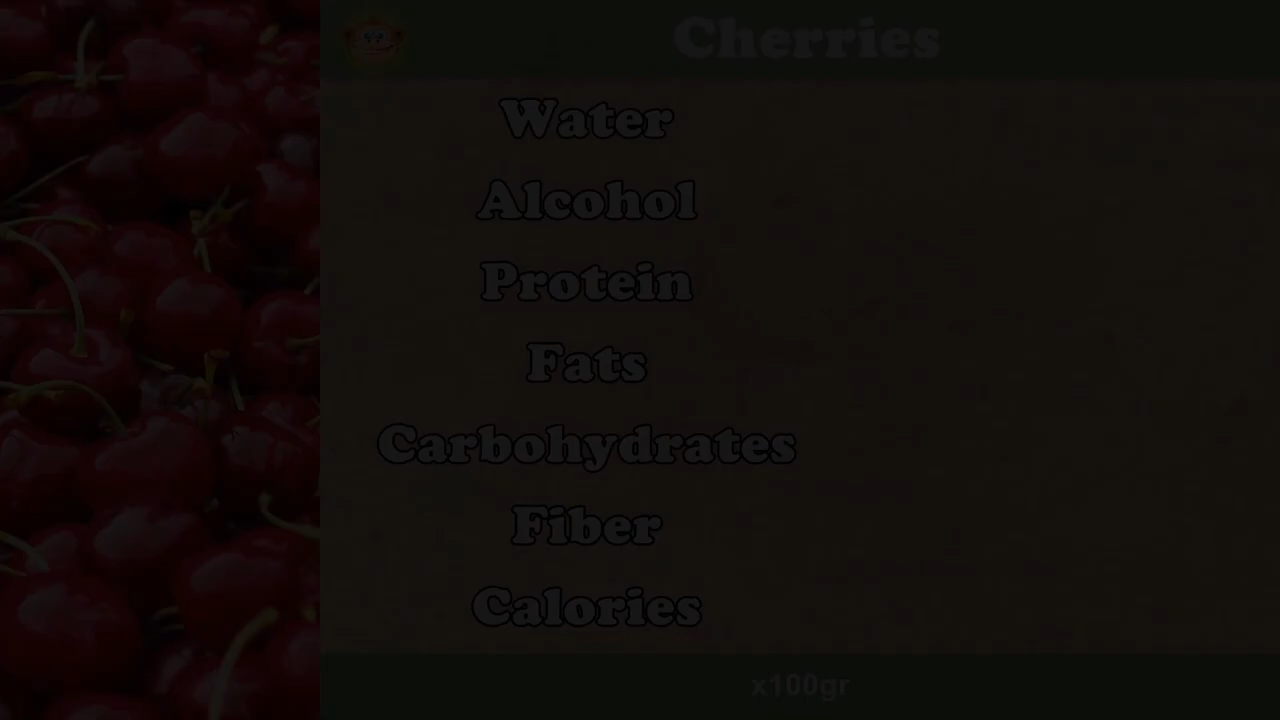 Cherries
Water
Alcohol
Protein
Fats
Carbohydrates
Fiber
Calories
x100gr